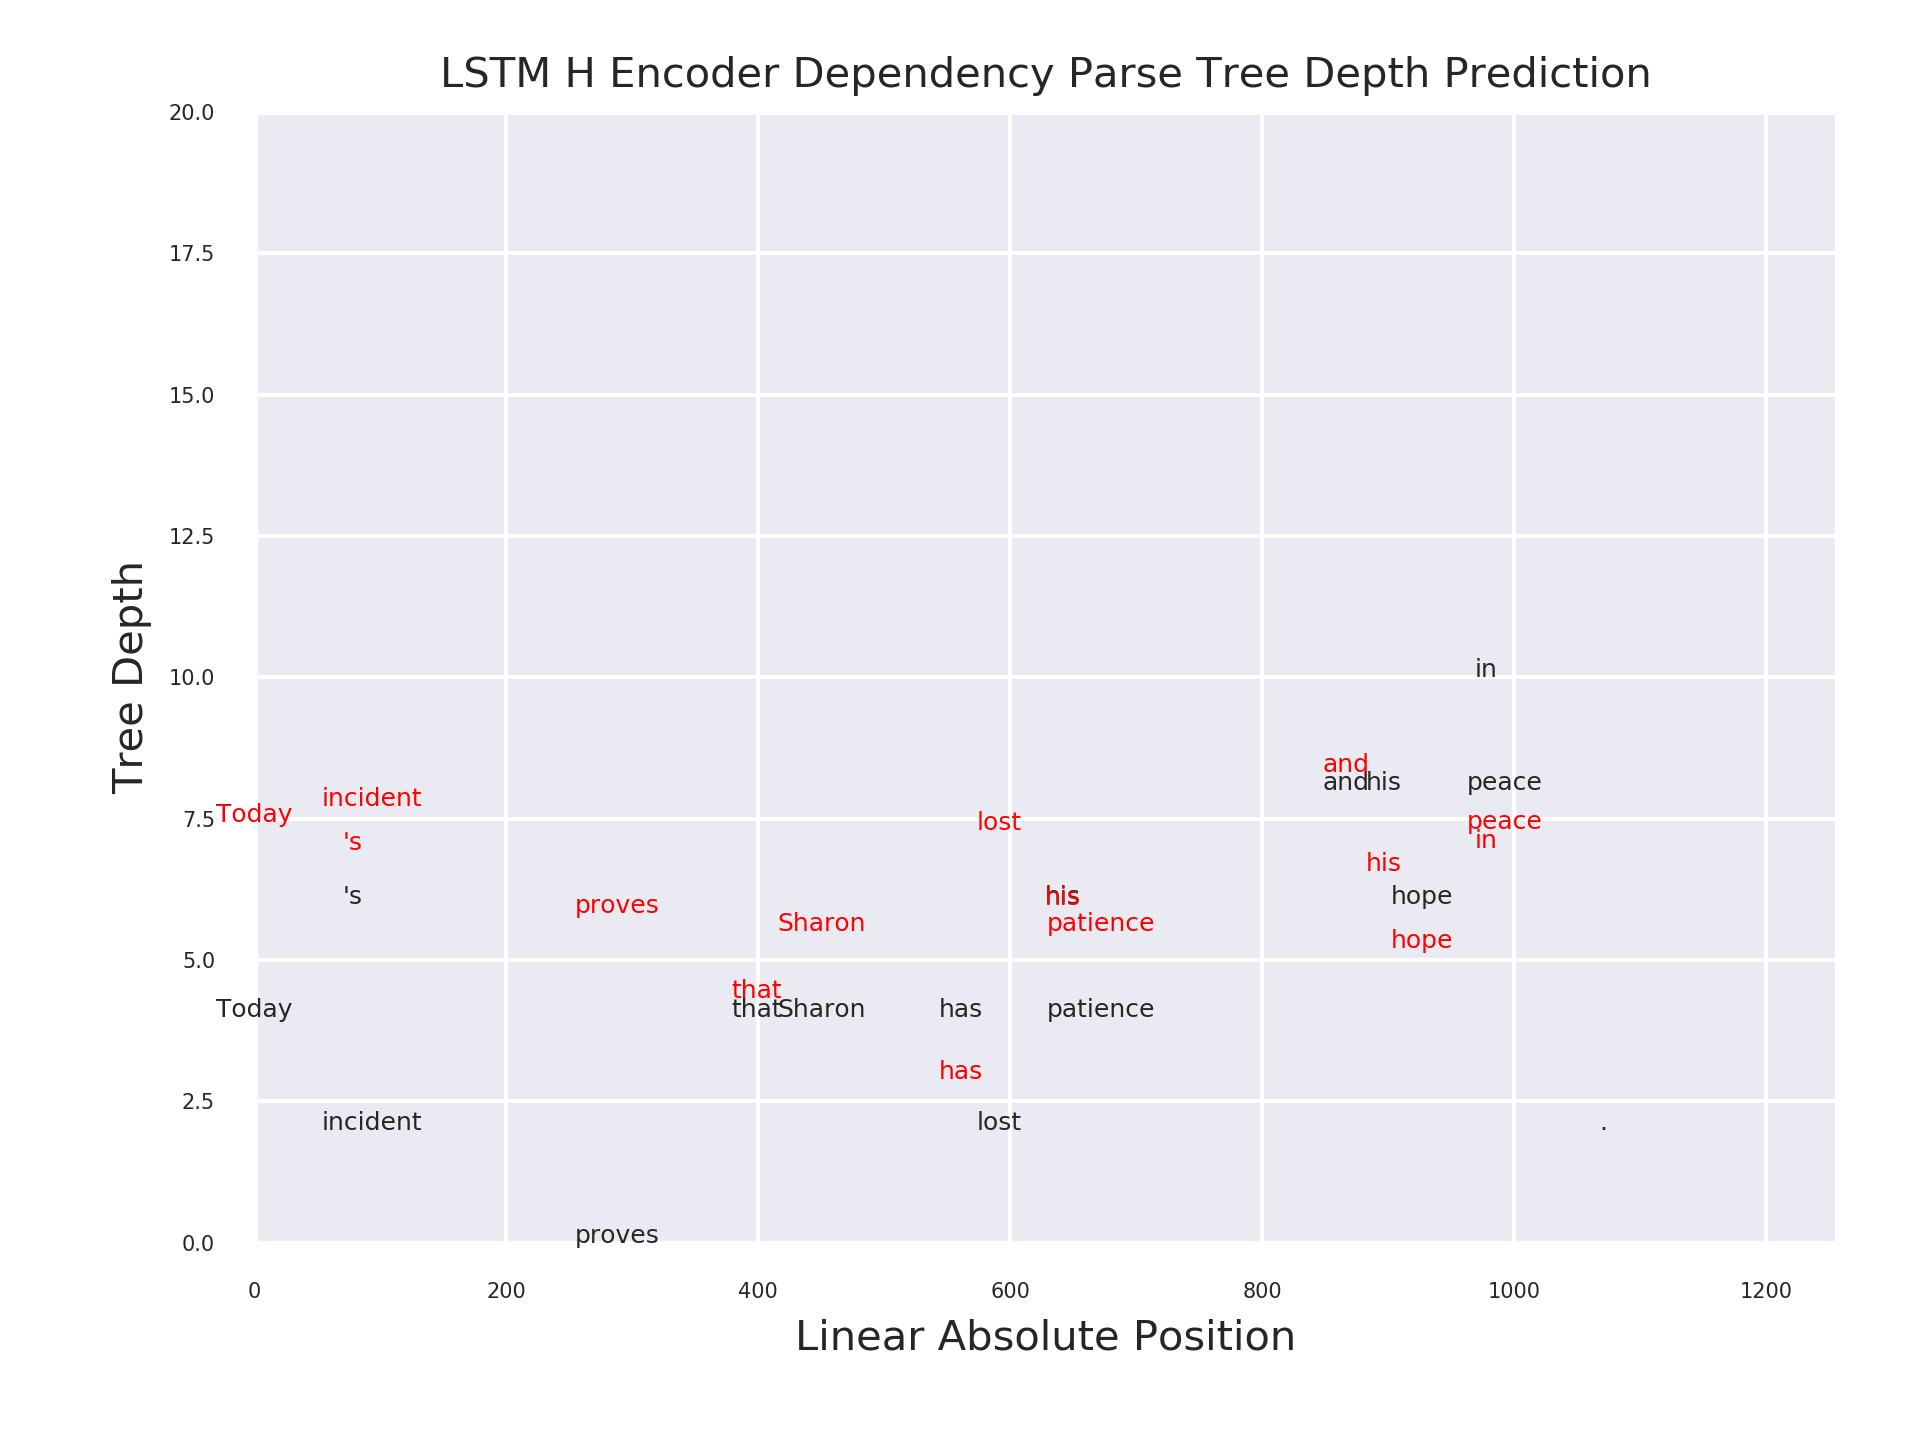 LSTM H Encoder Dependency Parse Tree Depth Prediction
20.0
17.5
15.0
12.5
10.0
7.5
5.0
2.5
0.0
Tree Depth
in
and
and his peace
incident
Today
lost
peace
's
in
his
's
proves
his
his
hope
Sharon
patience
hope
that
Today
that Sharon has patience
has
incident
lost
.
proves
0 200 400 600 800 1000 1200
Linear Absolute Position